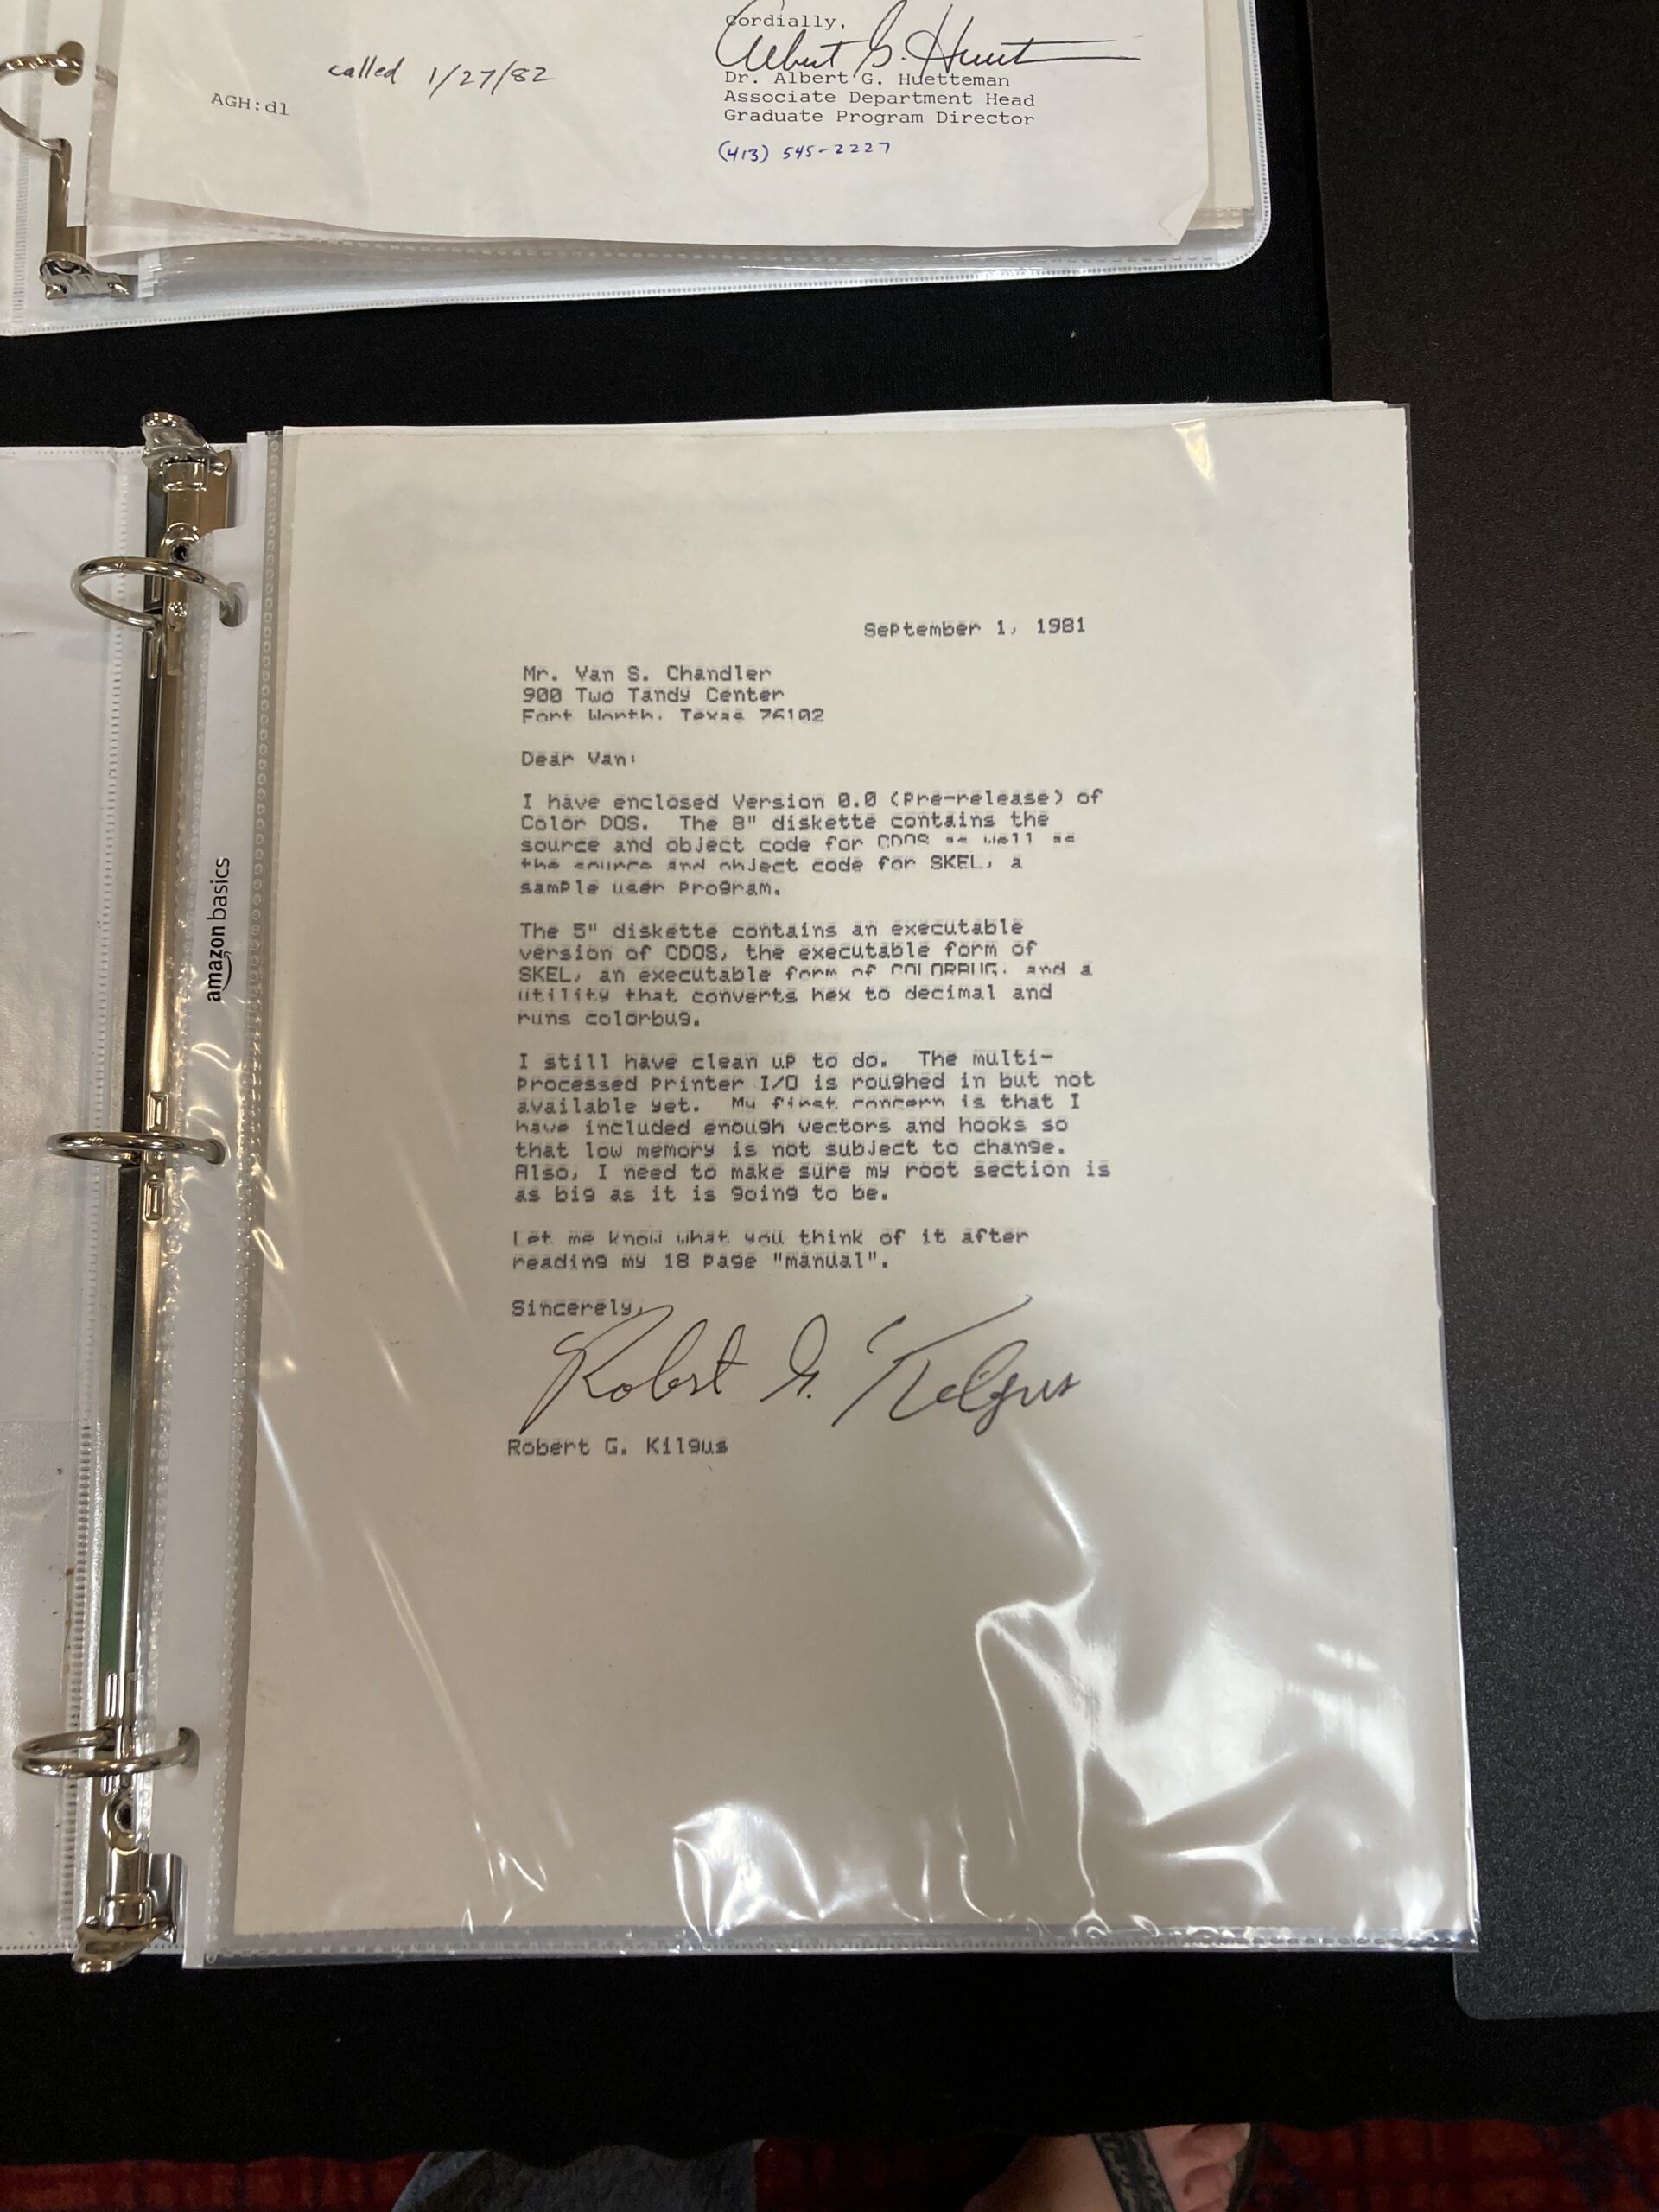 Cordially,
Albert G. Huett
called 1/27/82
Dr. Albert G. Huetteman
AGH:dl
Associate Department Head
Graduate Program Director
(413) 545-2227
September 1, 1981
Mr. Van S. Chandler
900 Two Tandy Center
Fort Worth, Texas 76102
Dear Van:
I have enclosed Version 0.0 (Pre-release) of
Color DOS. The 8" diskette contains the
source and object code for CDOS as well as
the source and object code for SKEL, a
sample user program.
The 5" diskette contains an executable
version of CDOS, the executable form of
SKEL, an executable form of COLORBUG, and a
utility that converts hex to decimal and
runs colorbug.
I still have clean up to do. The multi-
processed printer I/O is roughed in but not
available yet. My first concern is that I
have included enough vectors and hooks so
that low memory is not subject to change.
Also, I need to make sure my root section is
as big as it is going to be.
Let me know what you think of it after
reading my 18 page "manual".
Sincerely,
Robert G. Kilgus
Robert G. Kilgus
amazon basics